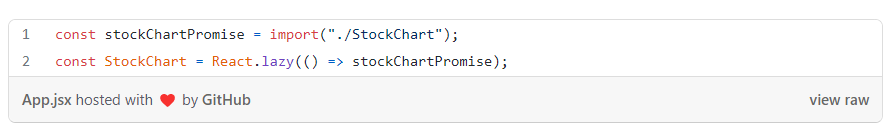 1 const stockChartPromise = import("./StockChart");
2 const StockChart = React.lazy(() => stockChartPromise);
App.jsx hosted with ❤ by GitHub view raw